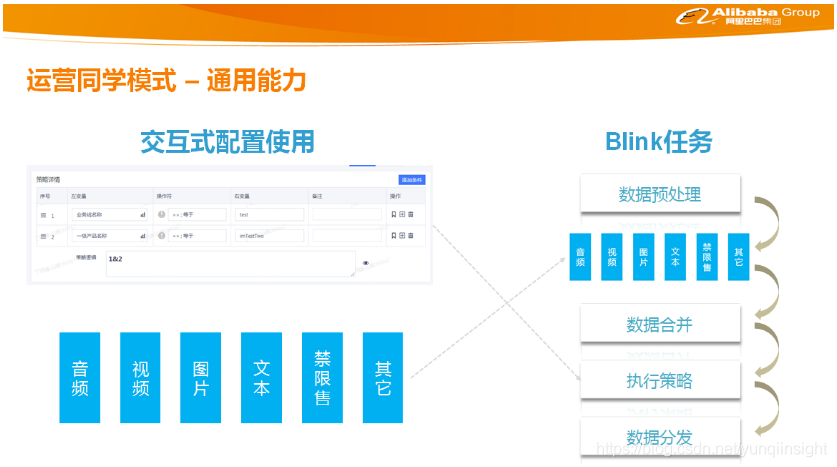 Alibaba Group
阿里巴巴集团
运营同学模式 – 通用能力
交互式配置使用
Blink任务
策略详情
添加条件
序号 左变量 操作符 右变量 备注 操作
1 业务线名称 ==:等于 test
2 一级产品名称 ==:等于 imTestTwo
策略逻辑 1&2
音频
视频
图片
文本
禁限售
其它
数据预处理
音频
视频
图片
文本
禁限售
其它
数据合并
执行策略
数据分发
https://blog.csdn.net/yunqiinsight